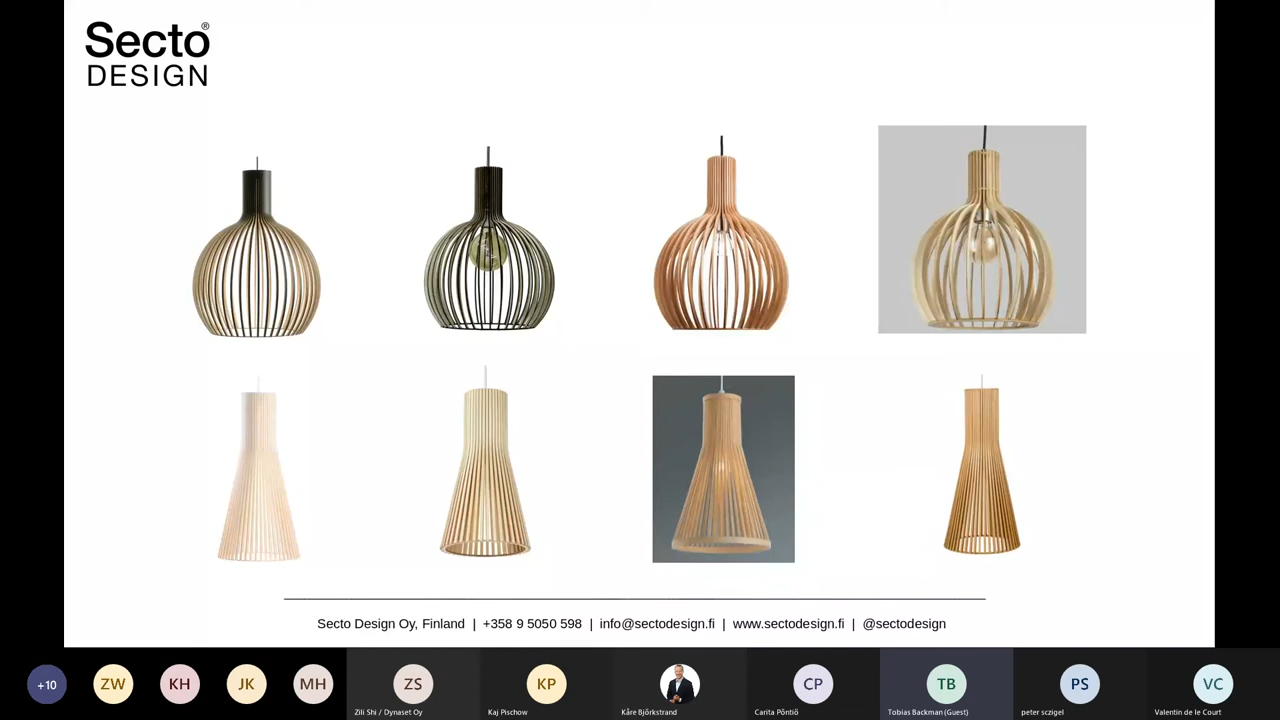 Secto®
DESIGN
Secto Design Oy, Finland | +358 9 5050 598 | info@sectodesign.fi | www.sectodesign.fi | @sectodesign
+10
ZW
KH
JK
MH
ZS
KP
CP
TB
PS
VC
Zili Shi / Dynaset Oy
Kaj Pischow
Kåre Björkstrand
Carita Pöntiö
Tobias Backman (Guest)
peter sczigel
Valentin de le Court